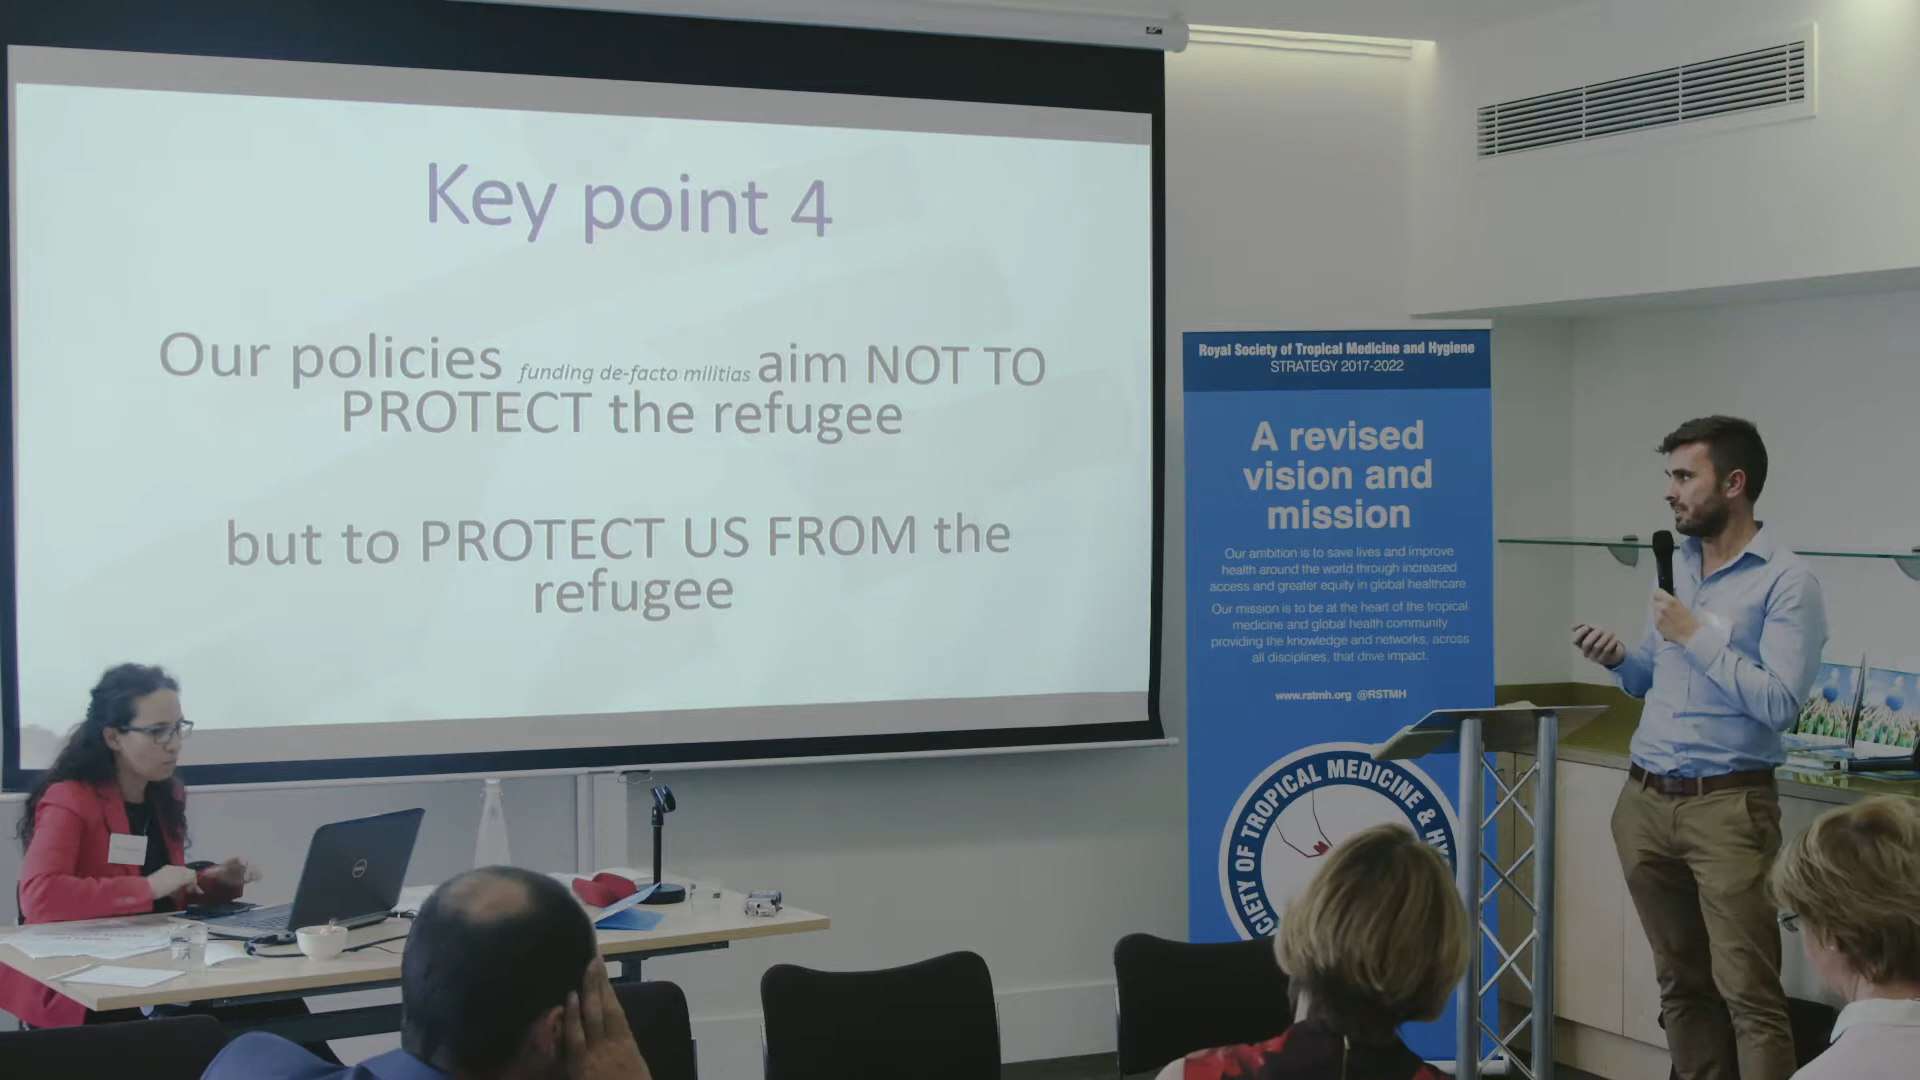 Key point 4
Our policies funding de-facto militias aim NOT TO
PROTECT the refugee
but to PROTECT US FROM the
refugee
Royal Society of Tropical Medicine and Hygiene
STRATEGY 2017-2022
A revised
vision and
mission
Our ambition is to save lives and improve
health around the world through increased
access and greater equity in global healthcare
Our mission is to be at the heart of the tropical
medicine and global health community
providing the knowledge and networks, across
all disciplines, that drive impact.
www.rstmh.org @RSTMH
CIETY OF TROPICAL MEDICINE & HY
DELL